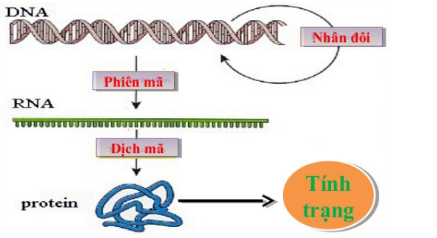 DNA
Nhân đôi
Phiên mã
RNA
Dịch mã
protein
Tính
trạng